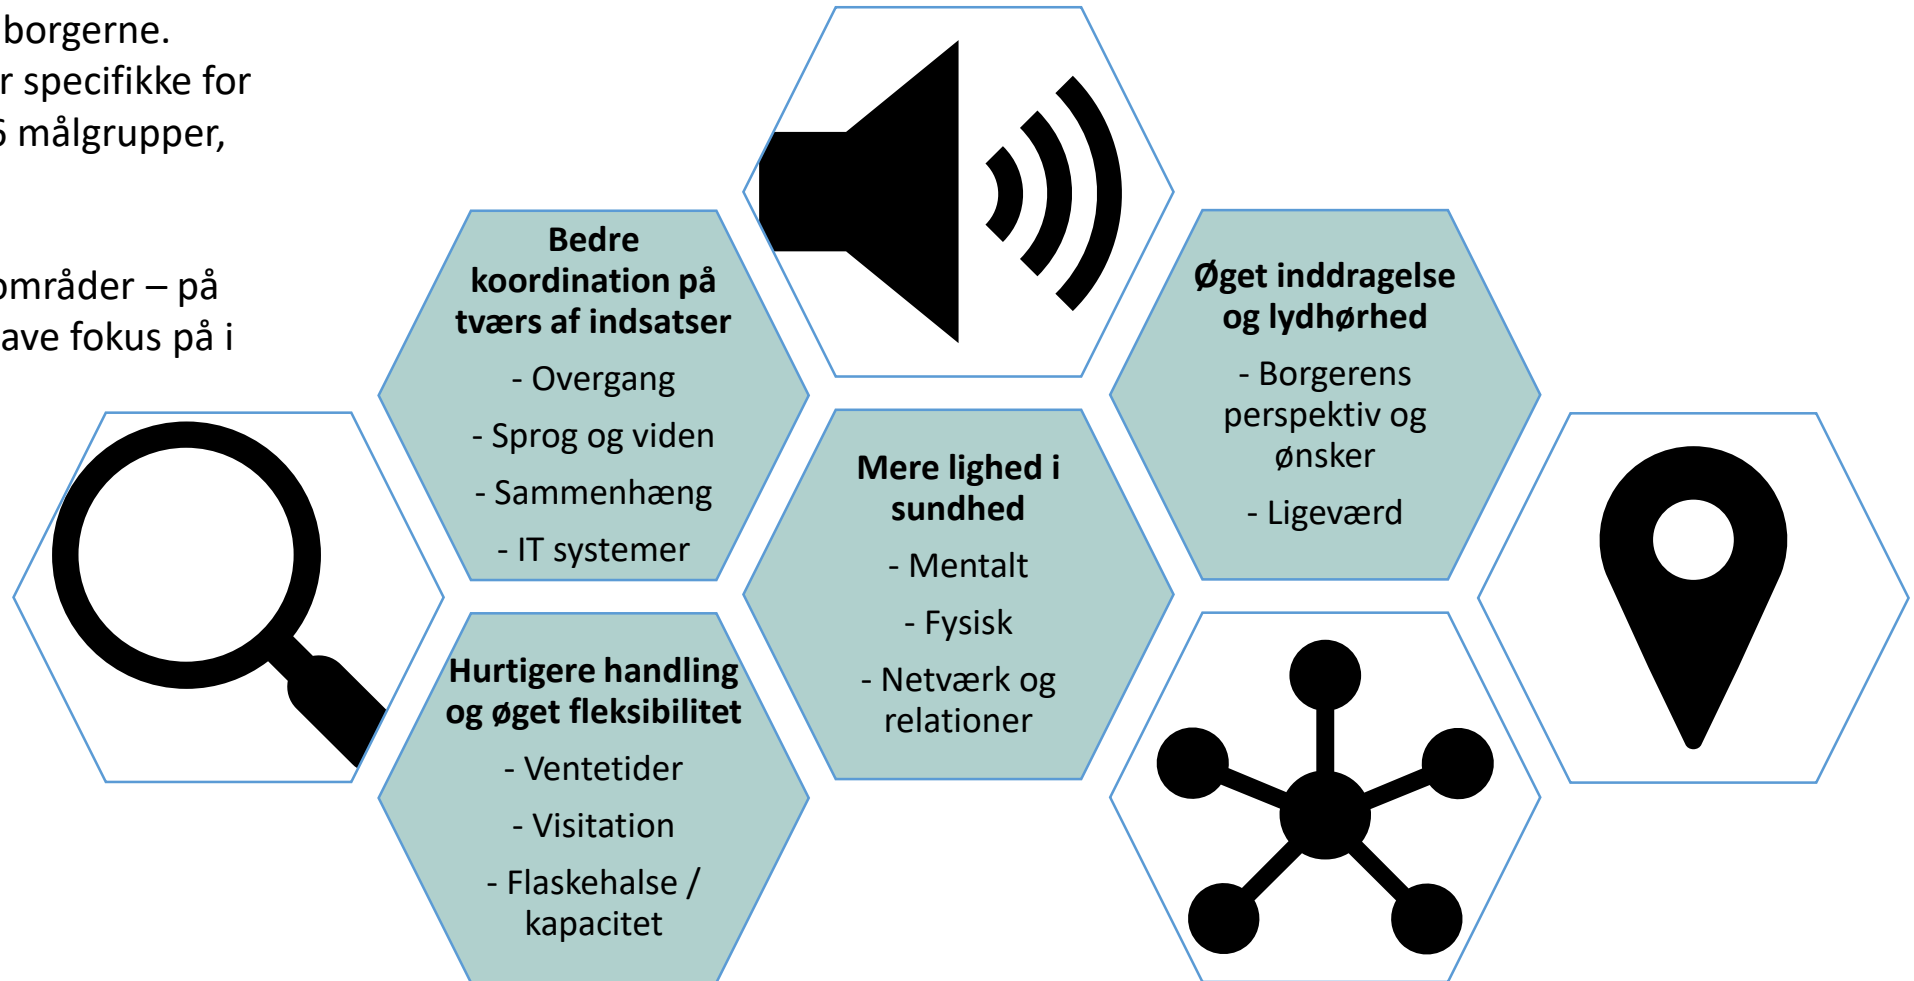 borgerne.
r specifikke for
målgrupper,
områder – på
ave fokus på i
Bedre
koordination på
tværs af indsatser
- Overgang
- Sprog og viden
- Sammenhæng
- IT systemer
Hurtigere handling
og øget fleksibilitet
- Ventetider
- Visitation
- Flaskehalse /
kapacitet
Mere lighed i
sundhed
- Mentalt
- Fysisk
- Netværk og
relationer
Øget inddragelse
og lydhørhed
- Borgerens
perspektiv og
ønsker
- Ligeværd